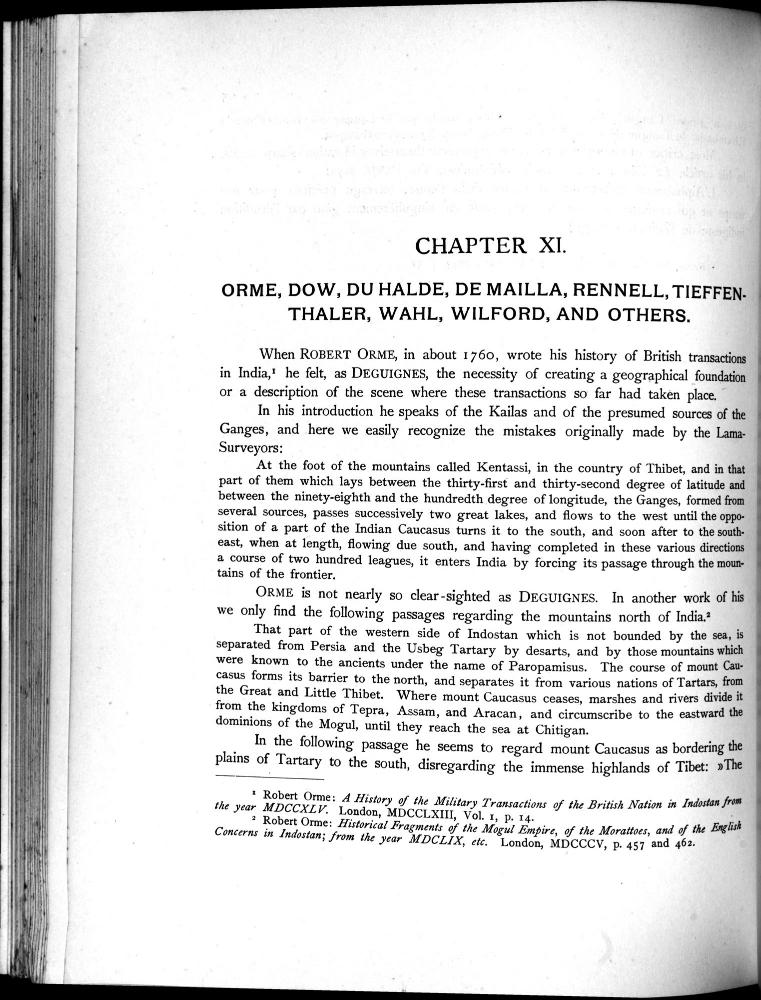 CHAPTER XI.
ORME, DOW, DU HALDE, DE MAILLA, RENNELL, TIEFFEN-
THALER, WAHL, WILFORD, AND OTHERS.
When ROBERT ORME, in about 1760, wrote his history of British transactions
in India,¹ he felt, as DEGUIGNES, the necessity of creating a geographical foundation
or a description of the scene where these transactions so far had taken place.
In his introduction he speaks of the Kailas and of the presumed sources of the
Ganges, and here we easily recognize the mistakes originally made by the Lama-
Surveyors:
At the foot of the mountains called Kentassi, in the country of Thibet, and in that
part of them which lays between the thirty-first and thirty-second degree of latitude and
between the ninety-eighth and the hundredth degree of longitude, the Ganges, formed from
several sources, passes successively two great lakes, and flows to the west until the oppo-
sition of a part of the Indian Caucasus turns it to the south, and soon after to the south-
east, when at length, flowing due south, and having completed in these various directions
a course of two hundred leagues, it enters India by forcing its passage through the moun-
tains of the frontier.
ORME is not nearly so clear-sighted as DEGUIGNES. In another work of his
we only find the following passages regarding the mountains north of India.²
That part of the western side of Indostan which is not bounded by the sea, is
separated from Persia and the Usbeg Tartary by desarts, and by those mountains which
were known to the ancients under the name of Paropamisus. The course of mount Cau-
casus forms its barrier to the north, and separates it from various nations of Tartars, from
the Great and Little Thibet. Where mount Caucasus ceases, marshes and rivers divide it
from the kingdoms of Tepra, Assam, and Aracan, and circumscribe to the eastward the
dominions of the Mogul, until they reach the sea at Chitigan.
In the following passage he seems to regard mount Caucasus as bordering the
plains of Tartary to the south, disregarding the immense highlands of Tibet: »The
¹ Robert Orme: A History of the Military Transactions of the British Nation in Indostan from
the year MDCCXLV. London, MDCCLXIII, Vol. 1, p. 14.
² Robert Orme: Historical Fragments of the Mogul Empire, of the Morattoes, and of the English
Concerns in Indostan; from the year MDCLIX, etc. London, MDCCCV, p. 457 and 462.